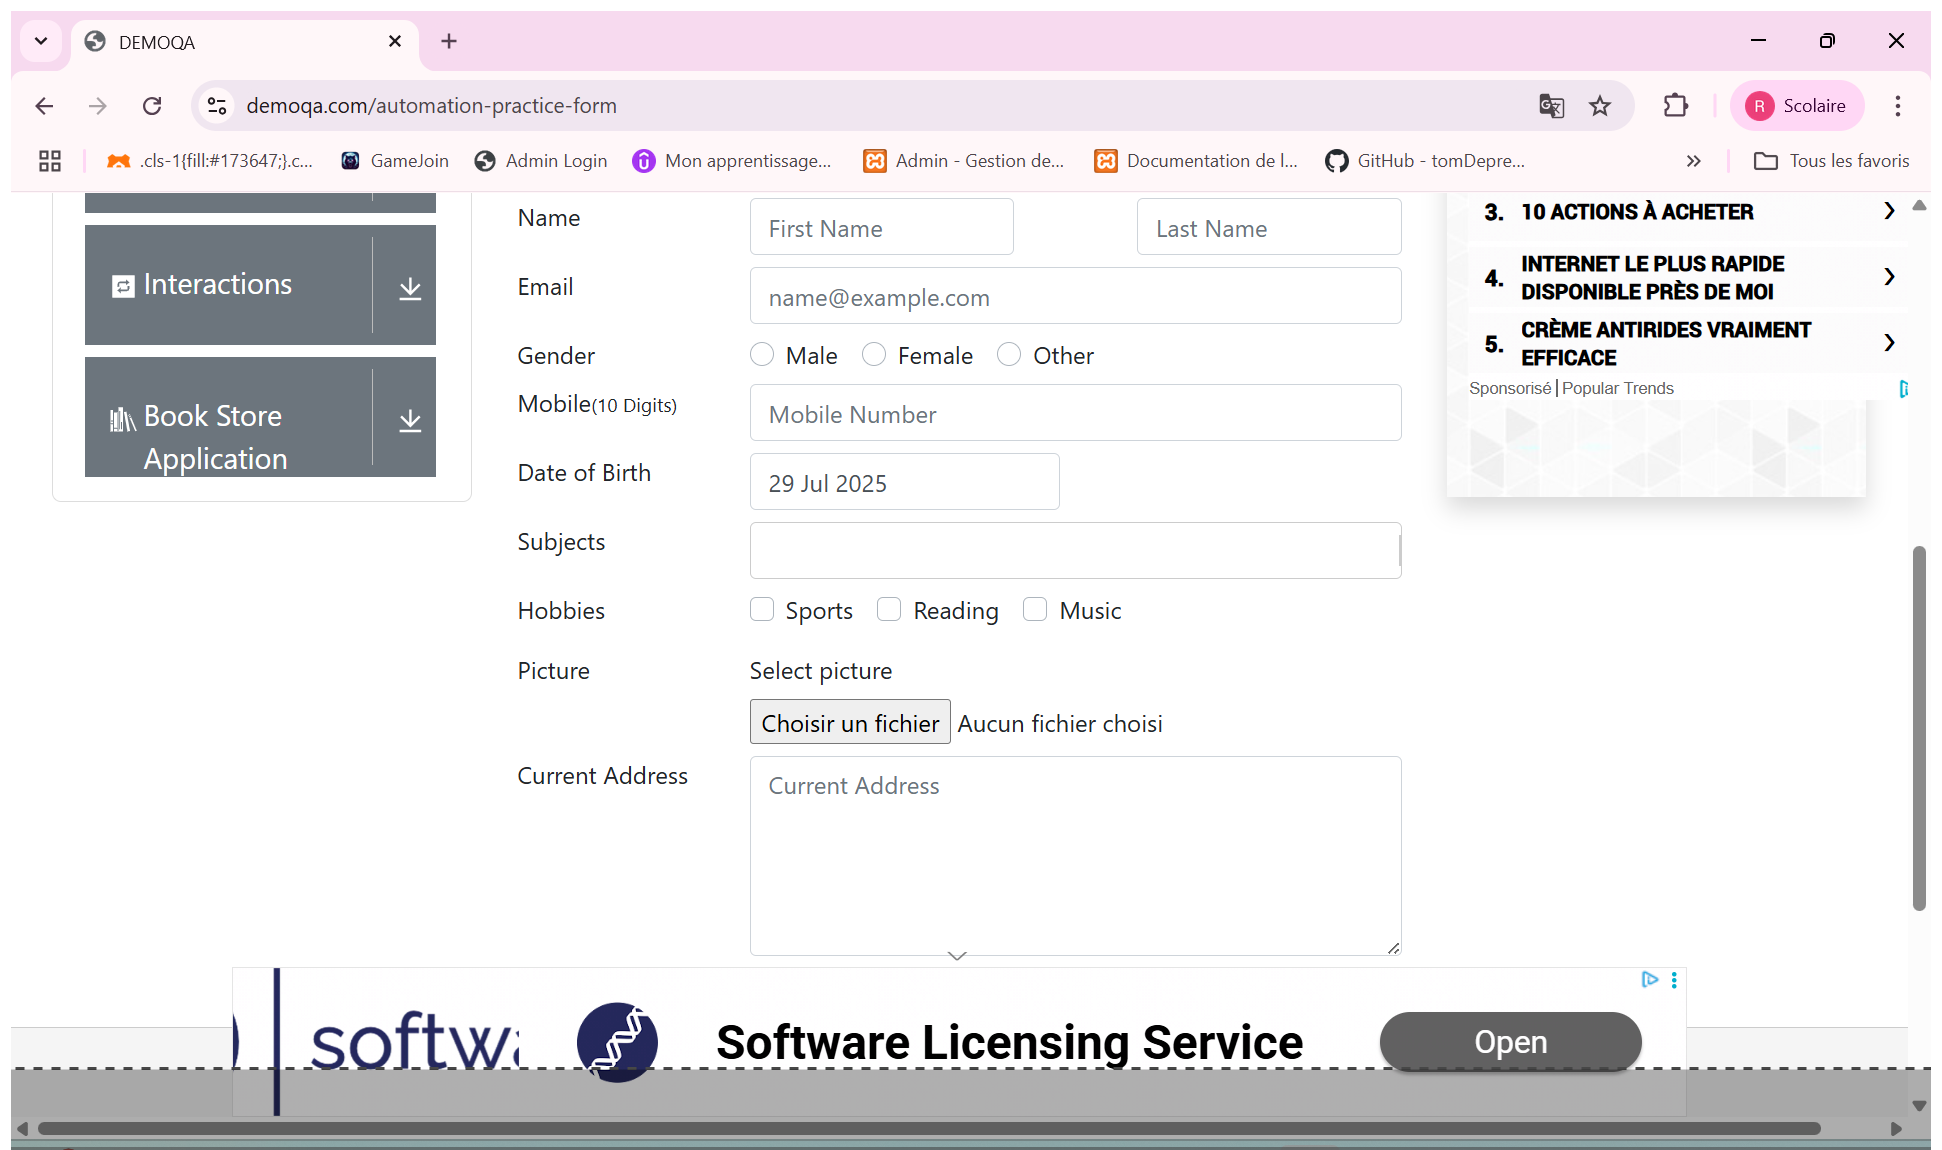 DEMOQA
demoqa.com/automation-practice-form
R Scolaire
.cls-1{fill:#173647;}.c...
GameJoin
Admin Login
Mon apprentissage...
Admin - Gestion de...
Documentation de l...
GitHub - tomDepre...
Tous les favoris
Interactions
Book Store
Application
Name
First Name
Last Name
Email
name@example.com
Gender
Male
Female
Other
Mobile(10 Digits)
Mobile Number
Date of Birth
29 Jul 2025
Subjects
Hobbies
Sports
Reading
Music
Picture
Select picture
Choisir un fichier
Aucun fichier choisi
Current Address
Current Address
3. 10 ACTIONS À ACHETER
4. INTERNET LE PLUS RAPIDE
DISPONIBLE PRÈS DE MOI
5. CRÈME ANTIRIDES VRAIMENT
EFFICACE
Sponsorisé | Popular Trends
softwa
Software Licensing Service
Open